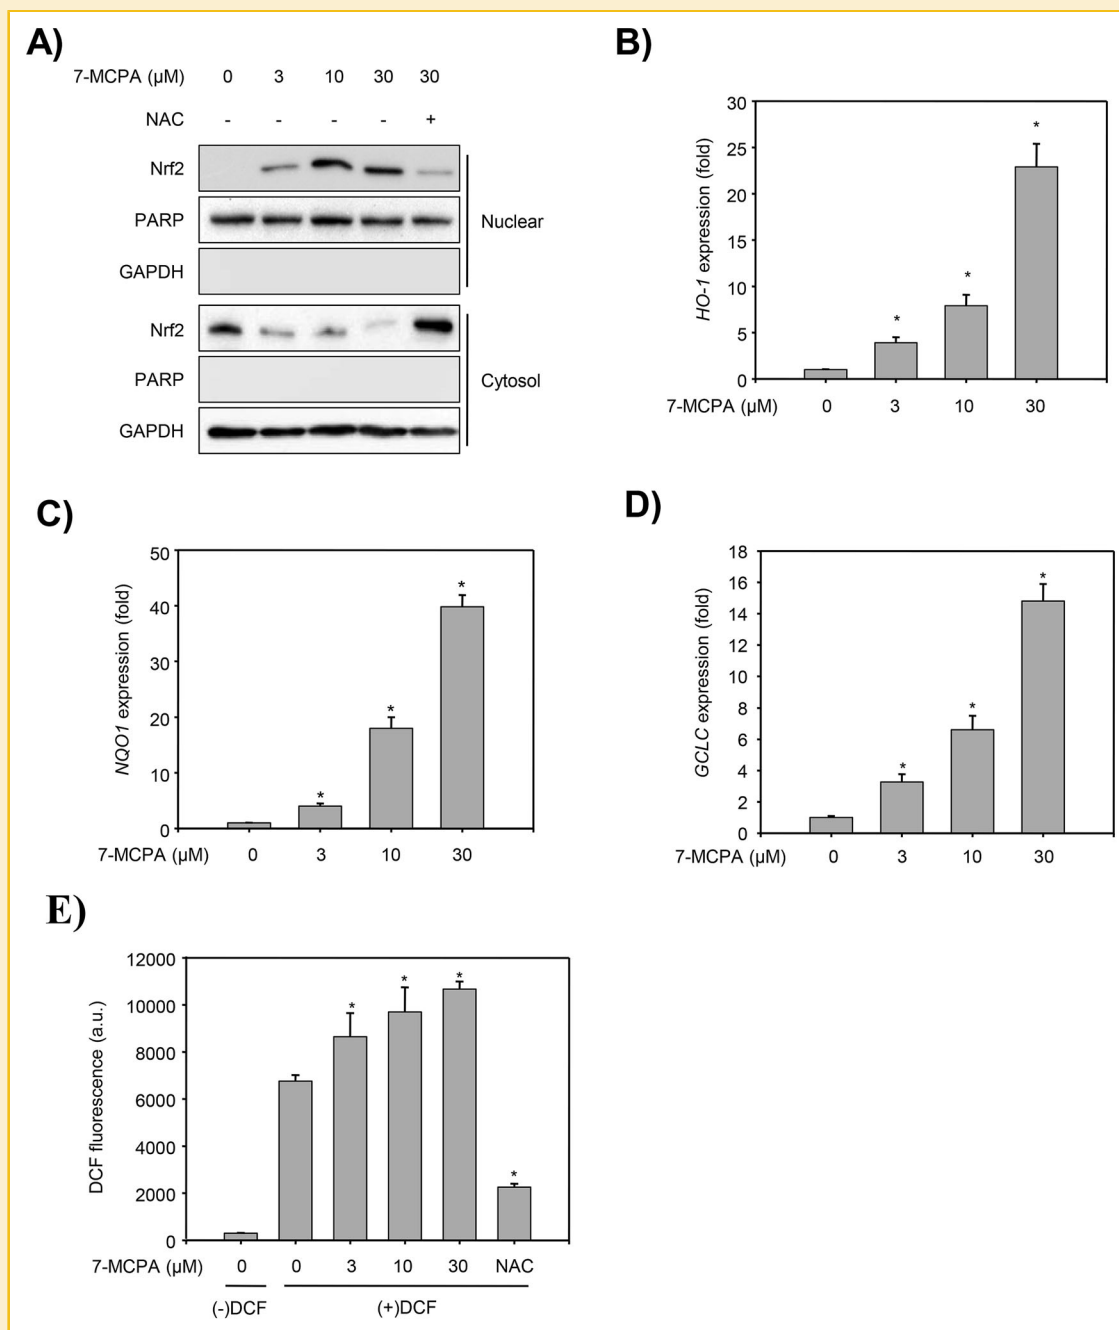 A)
7-MCPA (µM) 0 3 10 30 30
NAC - - - - +
Nrf2
PARP
Nuclear
GAPDH
Nrf2
PARP
Cytosol
GAPDH
B)
30
25
20
15
10
5
0
HO-1 expression (fold)
* * *
7-MCPA (µM) 0 3 10 30
C)
50
40
30
20
10
0
NQO1 expression (fold)
* * *
7-MCPA (µM) 0 3 10 30
D)
18
16
14
12
10
8
6
4
2
0
GCLC expression (fold)
* * *
7-MCPA (µM) 0 3 10 30
E)
12000
10000
8000
6000
4000
2000
0
DCF fluorescence (a.u.)
* * * *
7-MCPA (µM) 0 0 3 10 30 NAC
(-)DCF (+)DCF